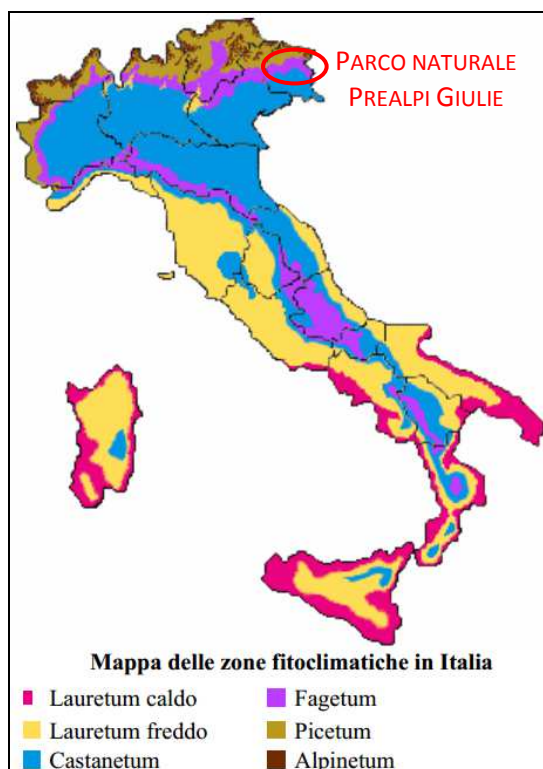 PARCO NATURALE
PREALPI GIULIE
Mappa delle zone fitoclimatiche in Italia
Lauretum caldo
Lauretum freddo
Castanetum
Fagetum
Picetum
Alpinetum